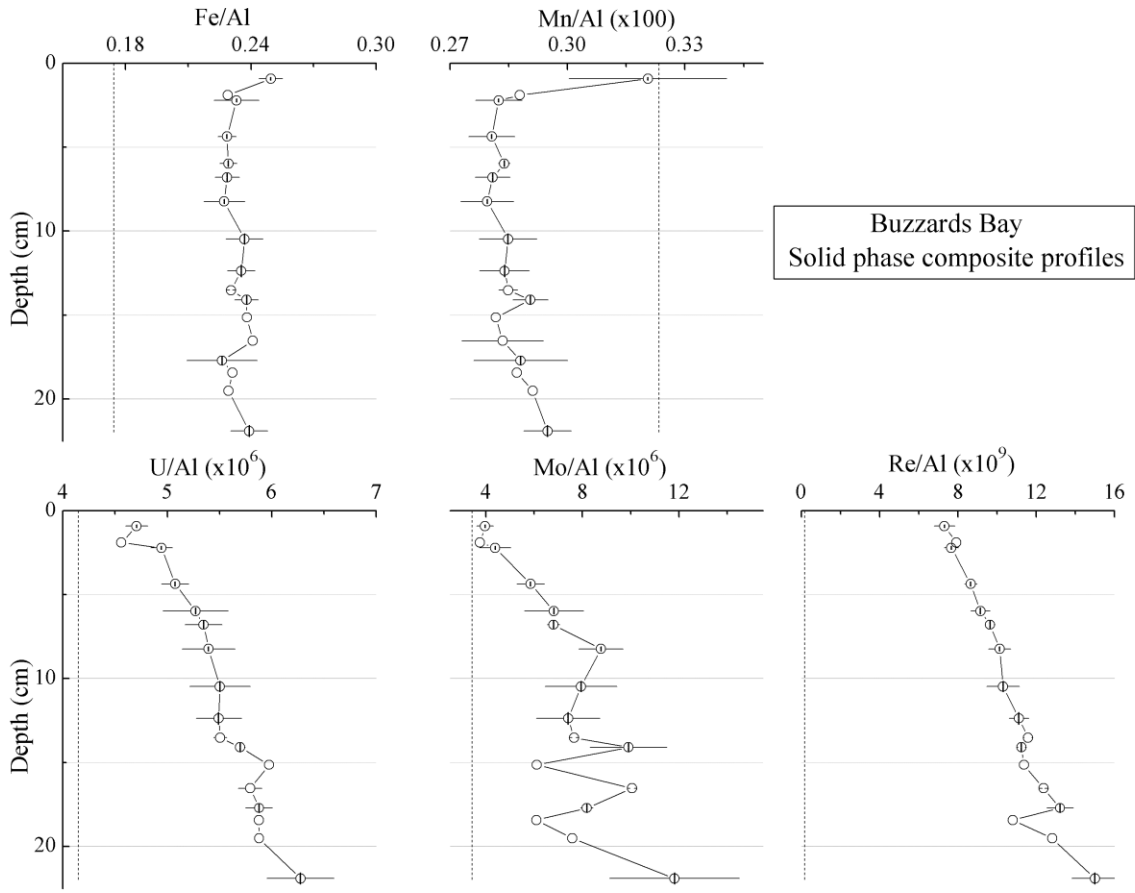 Fe/Al
0.18 0.24 0.30
Mn/Al (x100)
0.27 0.30 0.33
0
10
20
Depth (cm)
Buzzards Bay
Solid phase composite profiles
U/Al (x10⁶)
4 5 6 7
Mo/Al (x10⁶)
4 8 12
Re/Al (x10⁹)
0 4 8 12 16
0
10
20
Depth (cm)